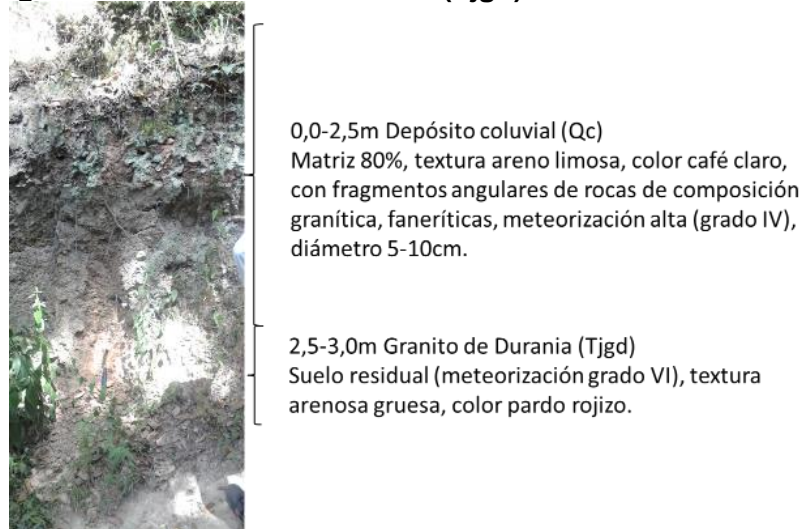 0,0-2,5m Depósito coluvial (Qc)
Matriz 80%, textura areno limosa, color café claro,
con fragmentos angulares de rocas de composición
granítica, faneríticas, meteorización alta (grado IV),
diámetro 5-10cm.
2,5-3,0m Granito de Durania (Tjgd)
Suelo residual (meteorización grado VI), textura
arenosa gruesa, color pardo rojizo.